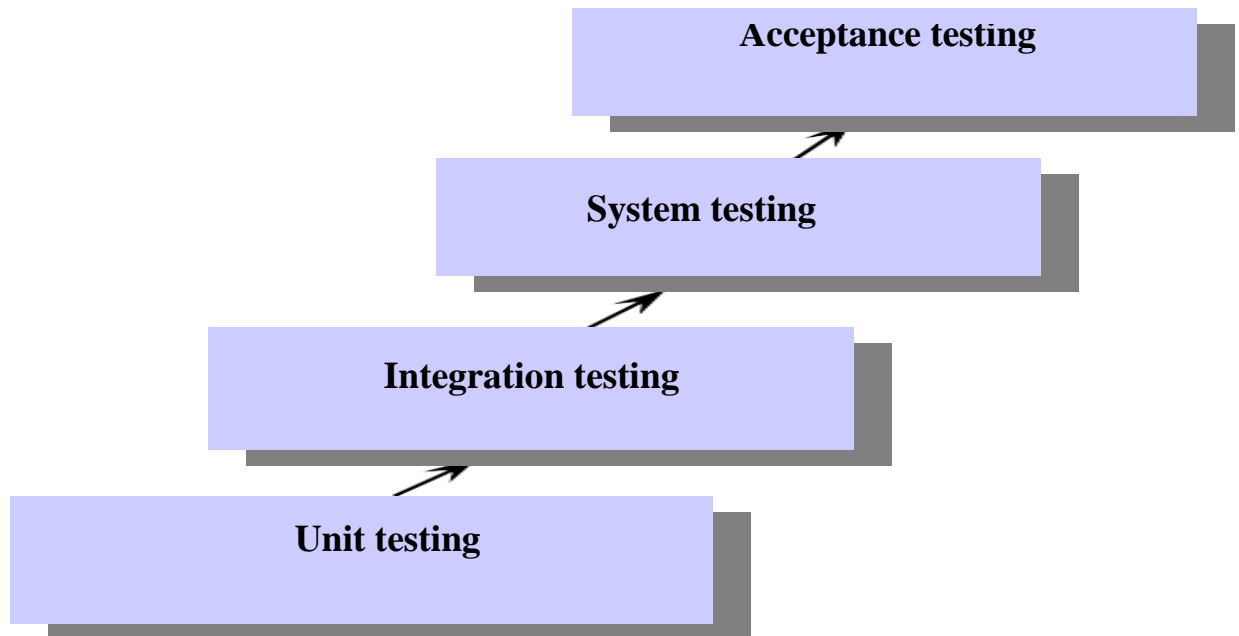 Acceptance testing
System testing
Integration testing
Unit testing